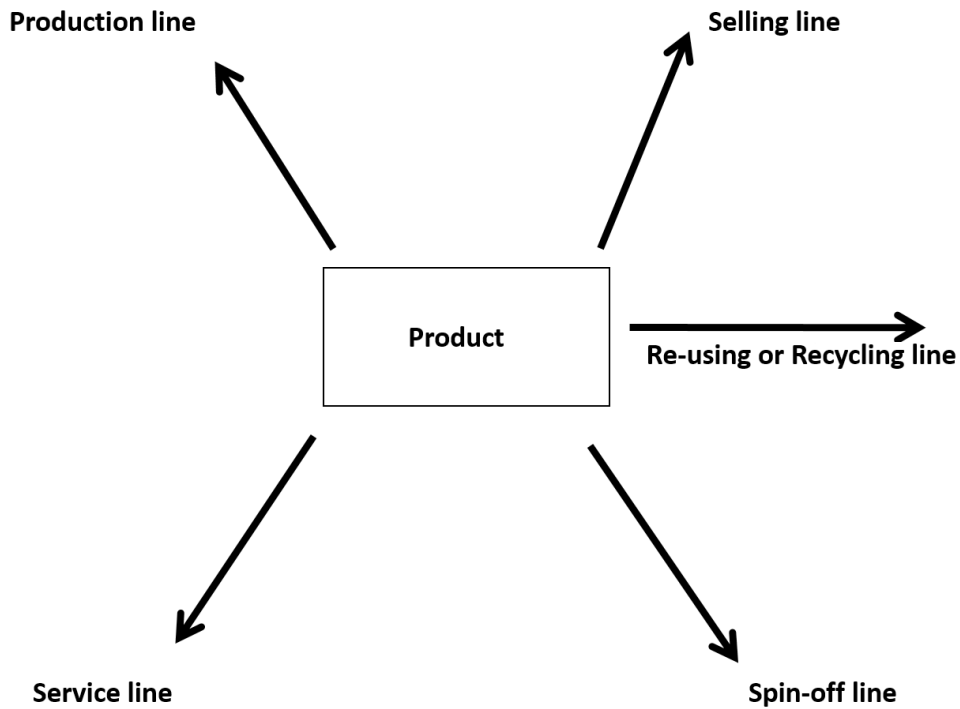 Production line
Selling line
Product
Re-using or Recycling line
Service line
Spin-off line